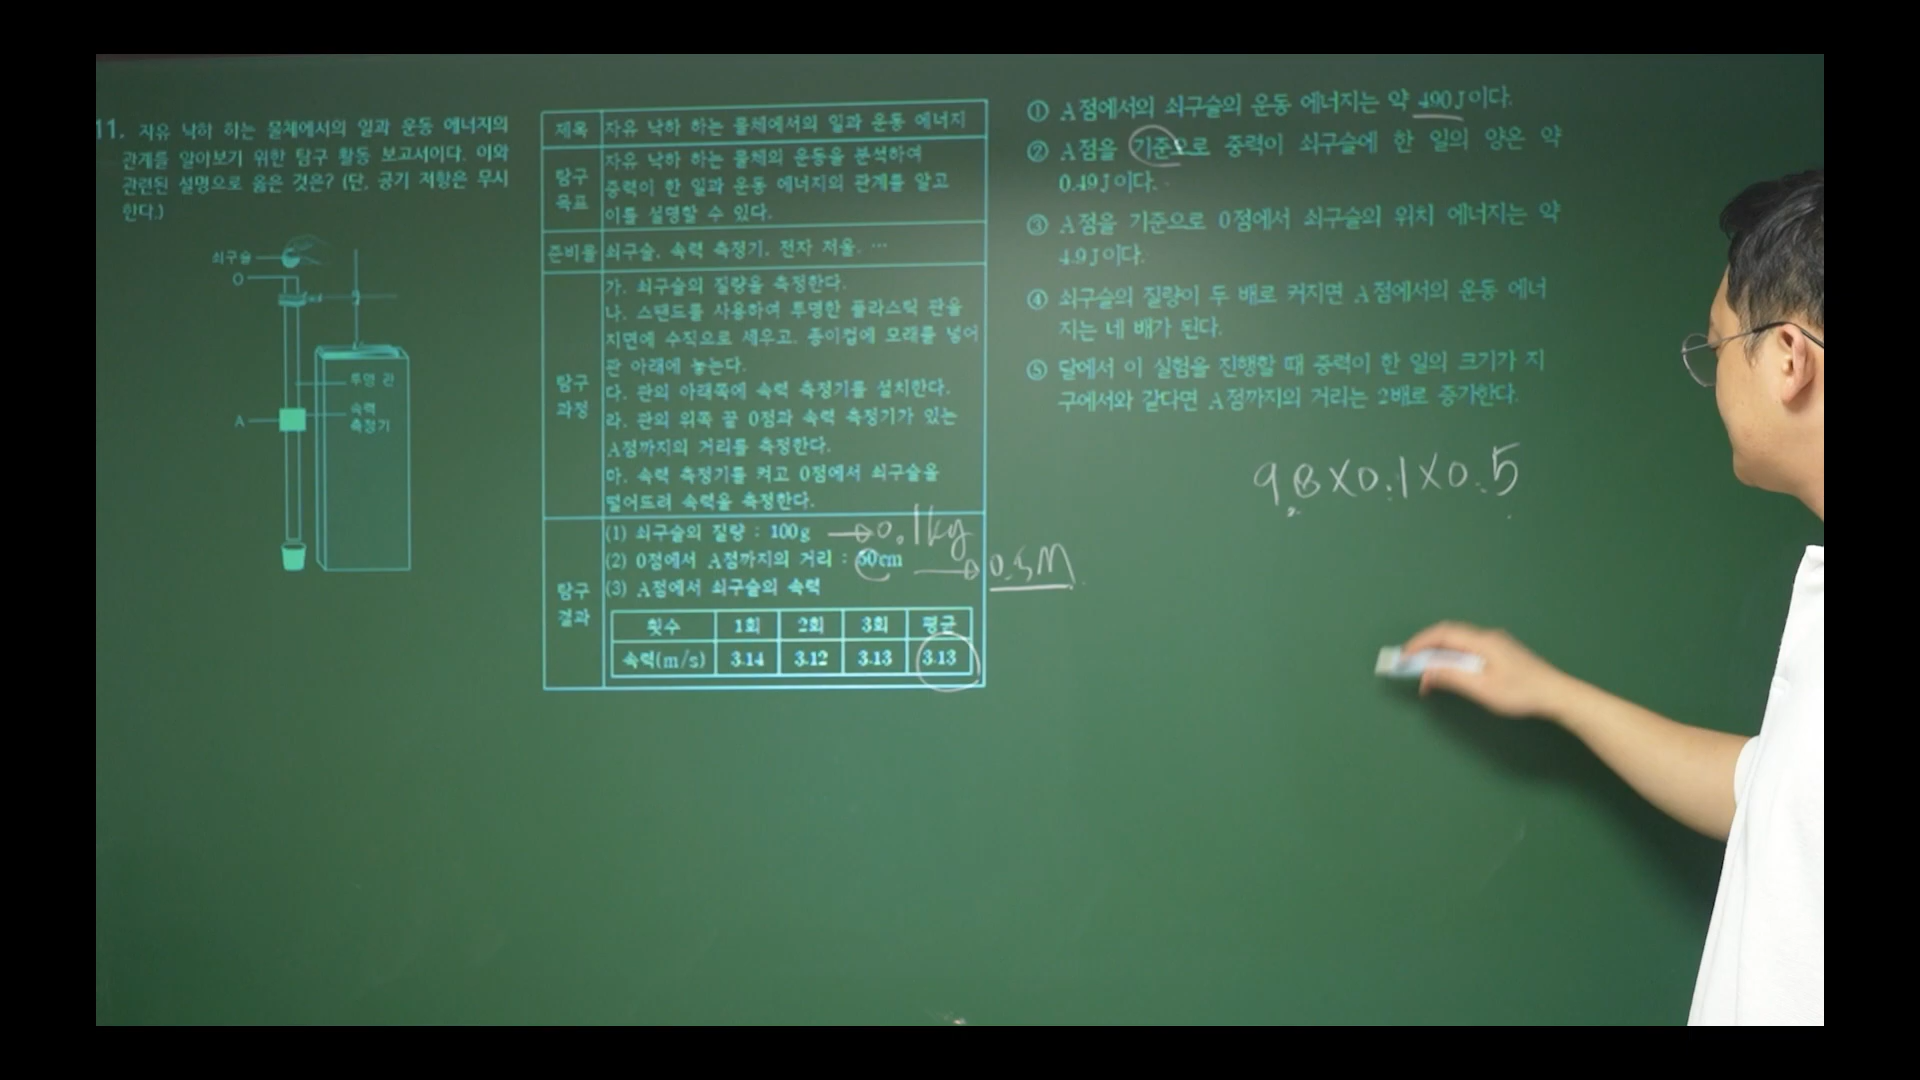 11. 자유 낙하 하는 물체에서의 일과 운동 에너지의
관계를 알아보기 위한 탐구 활동 보고서이다. 이와
관련된 설명으로 옳은 것은? (단, 공기 저항은 무시
한다.)
쇠구슬
O
투명 관
A
속력
측정기
제목 자유 낙하 하는 물체에서의 일과 운동 에너지
탐구 목표
자유 낙하 하는 물체의 운동을 분석하여
중력이 한 일과 운동 에너지의 관계를 알고
이를 설명할 수 있다.
준비물 쇠구슬, 속력 측정기, 전자 저울, …
탐구 과정
가. 쇠구슬의 질량을 측정한다.
나. 스탠드를 사용하여 투명한 플라스틱 관을
지면에 수직으로 세우고, 종이컵에 모래를 넣어
관 아래에 놓는다.
다. 관의 아래쪽에 속력 측정기를 설치한다.
라. 관의 위쪽 끝 O점과 속력 측정기가 있는
A점까지의 거리를 측정한다.
마. 속력 측정기를 켜고 O점에서 쇠구슬을
떨어드려 속력을 측정한다.
탐구 결과
(1) 쇠구슬의 질량 : 100g → 0.1kg
(2) O점에서 A점까지의 거리 : 50cm → 0.5M
(3) A점에서 쇠구슬의 속력
횟수 1회 2회 3회 평균
속력(m/s) 3.14 3.12 3.13 3.13
① A점에서의 쇠구슬의 운동 에너지는 약 490J이다.
② A점을 기준으로 중력이 쇠구슬에 한 일의 양은 약
0.49J이다.
③ A점을 기준으로 O점에서 쇠구슬의 위치 에너지는 약
4.9J이다.
④ 쇠구슬의 질량이 두 배로 커지면 A점에서의 운동 에너
지는 네 배가 된다.
⑤ 달에서 이 실험을 진행할 때 중력이 한 일의 크기가 지
구에서와 같다면 A점까지의 거리는 2배로 증가한다.
9.8×0.1×0.5